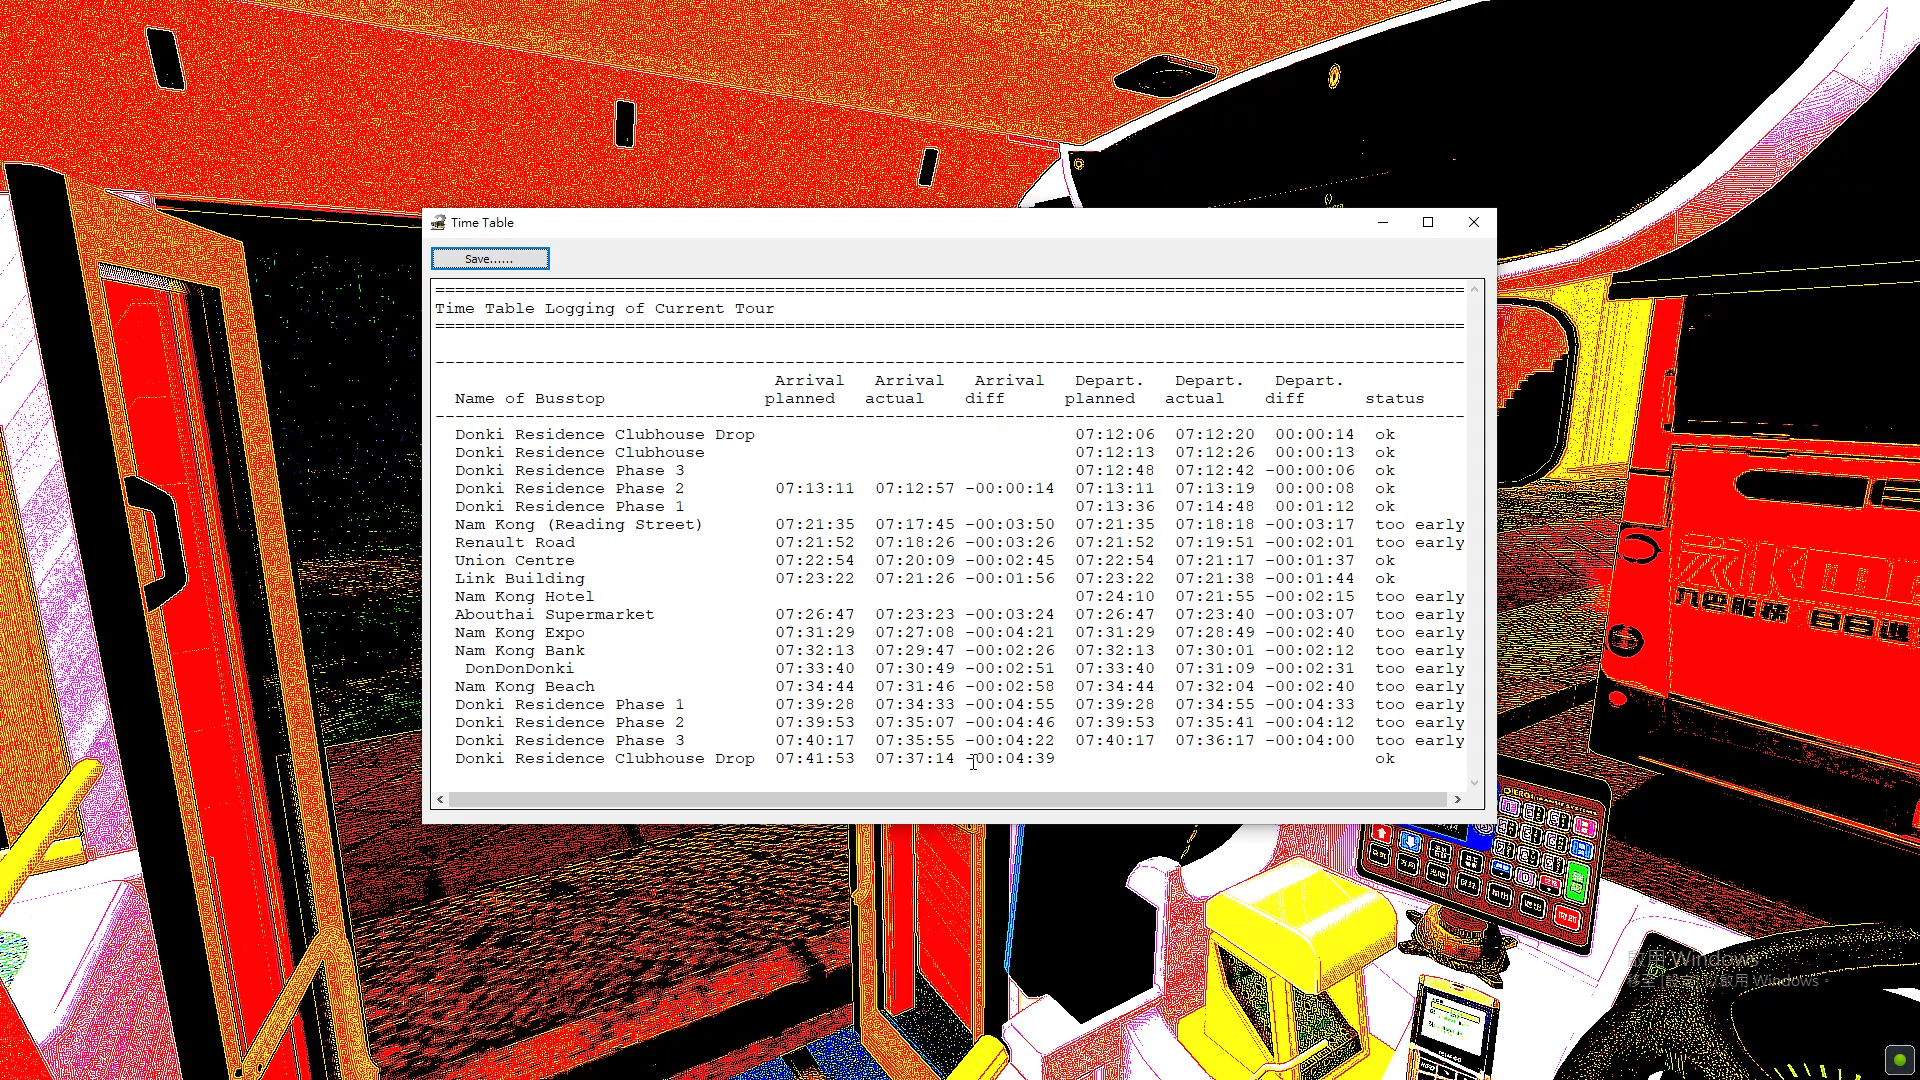 Time Table
Save......
Time Table Logging of Current Tour
Arrival Arrival Arrival Depart. Depart. Depart.
Name of Busstop planned actual diff planned actual diff status
Donki Residence Clubhouse Drop 07:12:06 07:12:20 00:00:14 ok
Donki Residence Clubhouse 07:12:13 07:12:26 00:00:13 ok
Donki Residence Phase 3 07:12:48 07:12:42 -00:00:06 ok
Donki Residence Phase 2 07:13:11 07:12:57 -00:00:14 07:13:11 07:13:19 00:00:08 ok
Donki Residence Phase 1 07:13:36 07:14:48 00:01:12 ok
Nam Kong (Reading Street) 07:21:35 07:17:45 -00:03:50 07:21:35 07:18:18 -00:03:17 too early
Renault Road 07:21:52 07:18:26 -00:03:26 07:21:52 07:19:51 -00:02:01 too early
Union Centre 07:22:54 07:20:09 -00:02:45 07:22:54 07:21:17 -00:01:37 ok
Link Building 07:23:22 07:21:26 -00:01:56 07:23:22 07:21:38 -00:01:44 ok
Nam Kong Hotel 07:24:10 07:21:55 -00:02:15 too early
Abouthai Supermarket 07:26:47 07:23:23 -00:03:24 07:26:47 07:23:40 -00:03:07 too early
Nam Kong Expo 07:31:29 07:27:08 -00:04:21 07:31:29 07:28:49 -00:02:40 too early
Nam Kong Bank 07:32:13 07:29:47 -00:02:26 07:32:13 07:30:01 -00:02:12 too early
DonDonDonki 07:33:40 07:30:49 -00:02:51 07:33:40 07:31:09 -00:02:31 too early
Nam Kong Beach 07:34:44 07:31:46 -00:02:58 07:34:44 07:32:04 -00:02:40 too early
Donki Residence Phase 1 07:39:28 07:34:33 -00:04:55 07:39:28 07:34:55 -00:04:33 too early
Donki Residence Phase 2 07:39:53 07:35:07 -00:04:46 07:39:53 07:35:41 -00:04:12 too early
Donki Residence Phase 3 07:40:17 07:35:55 -00:04:22 07:40:17 07:36:17 -00:04:00 too early
Donki Residence Clubhouse Drop 07:41:53 07:37:14 -00:04:39 ok
啟用 Windows
移至 [設定] 以啟用 Windows。